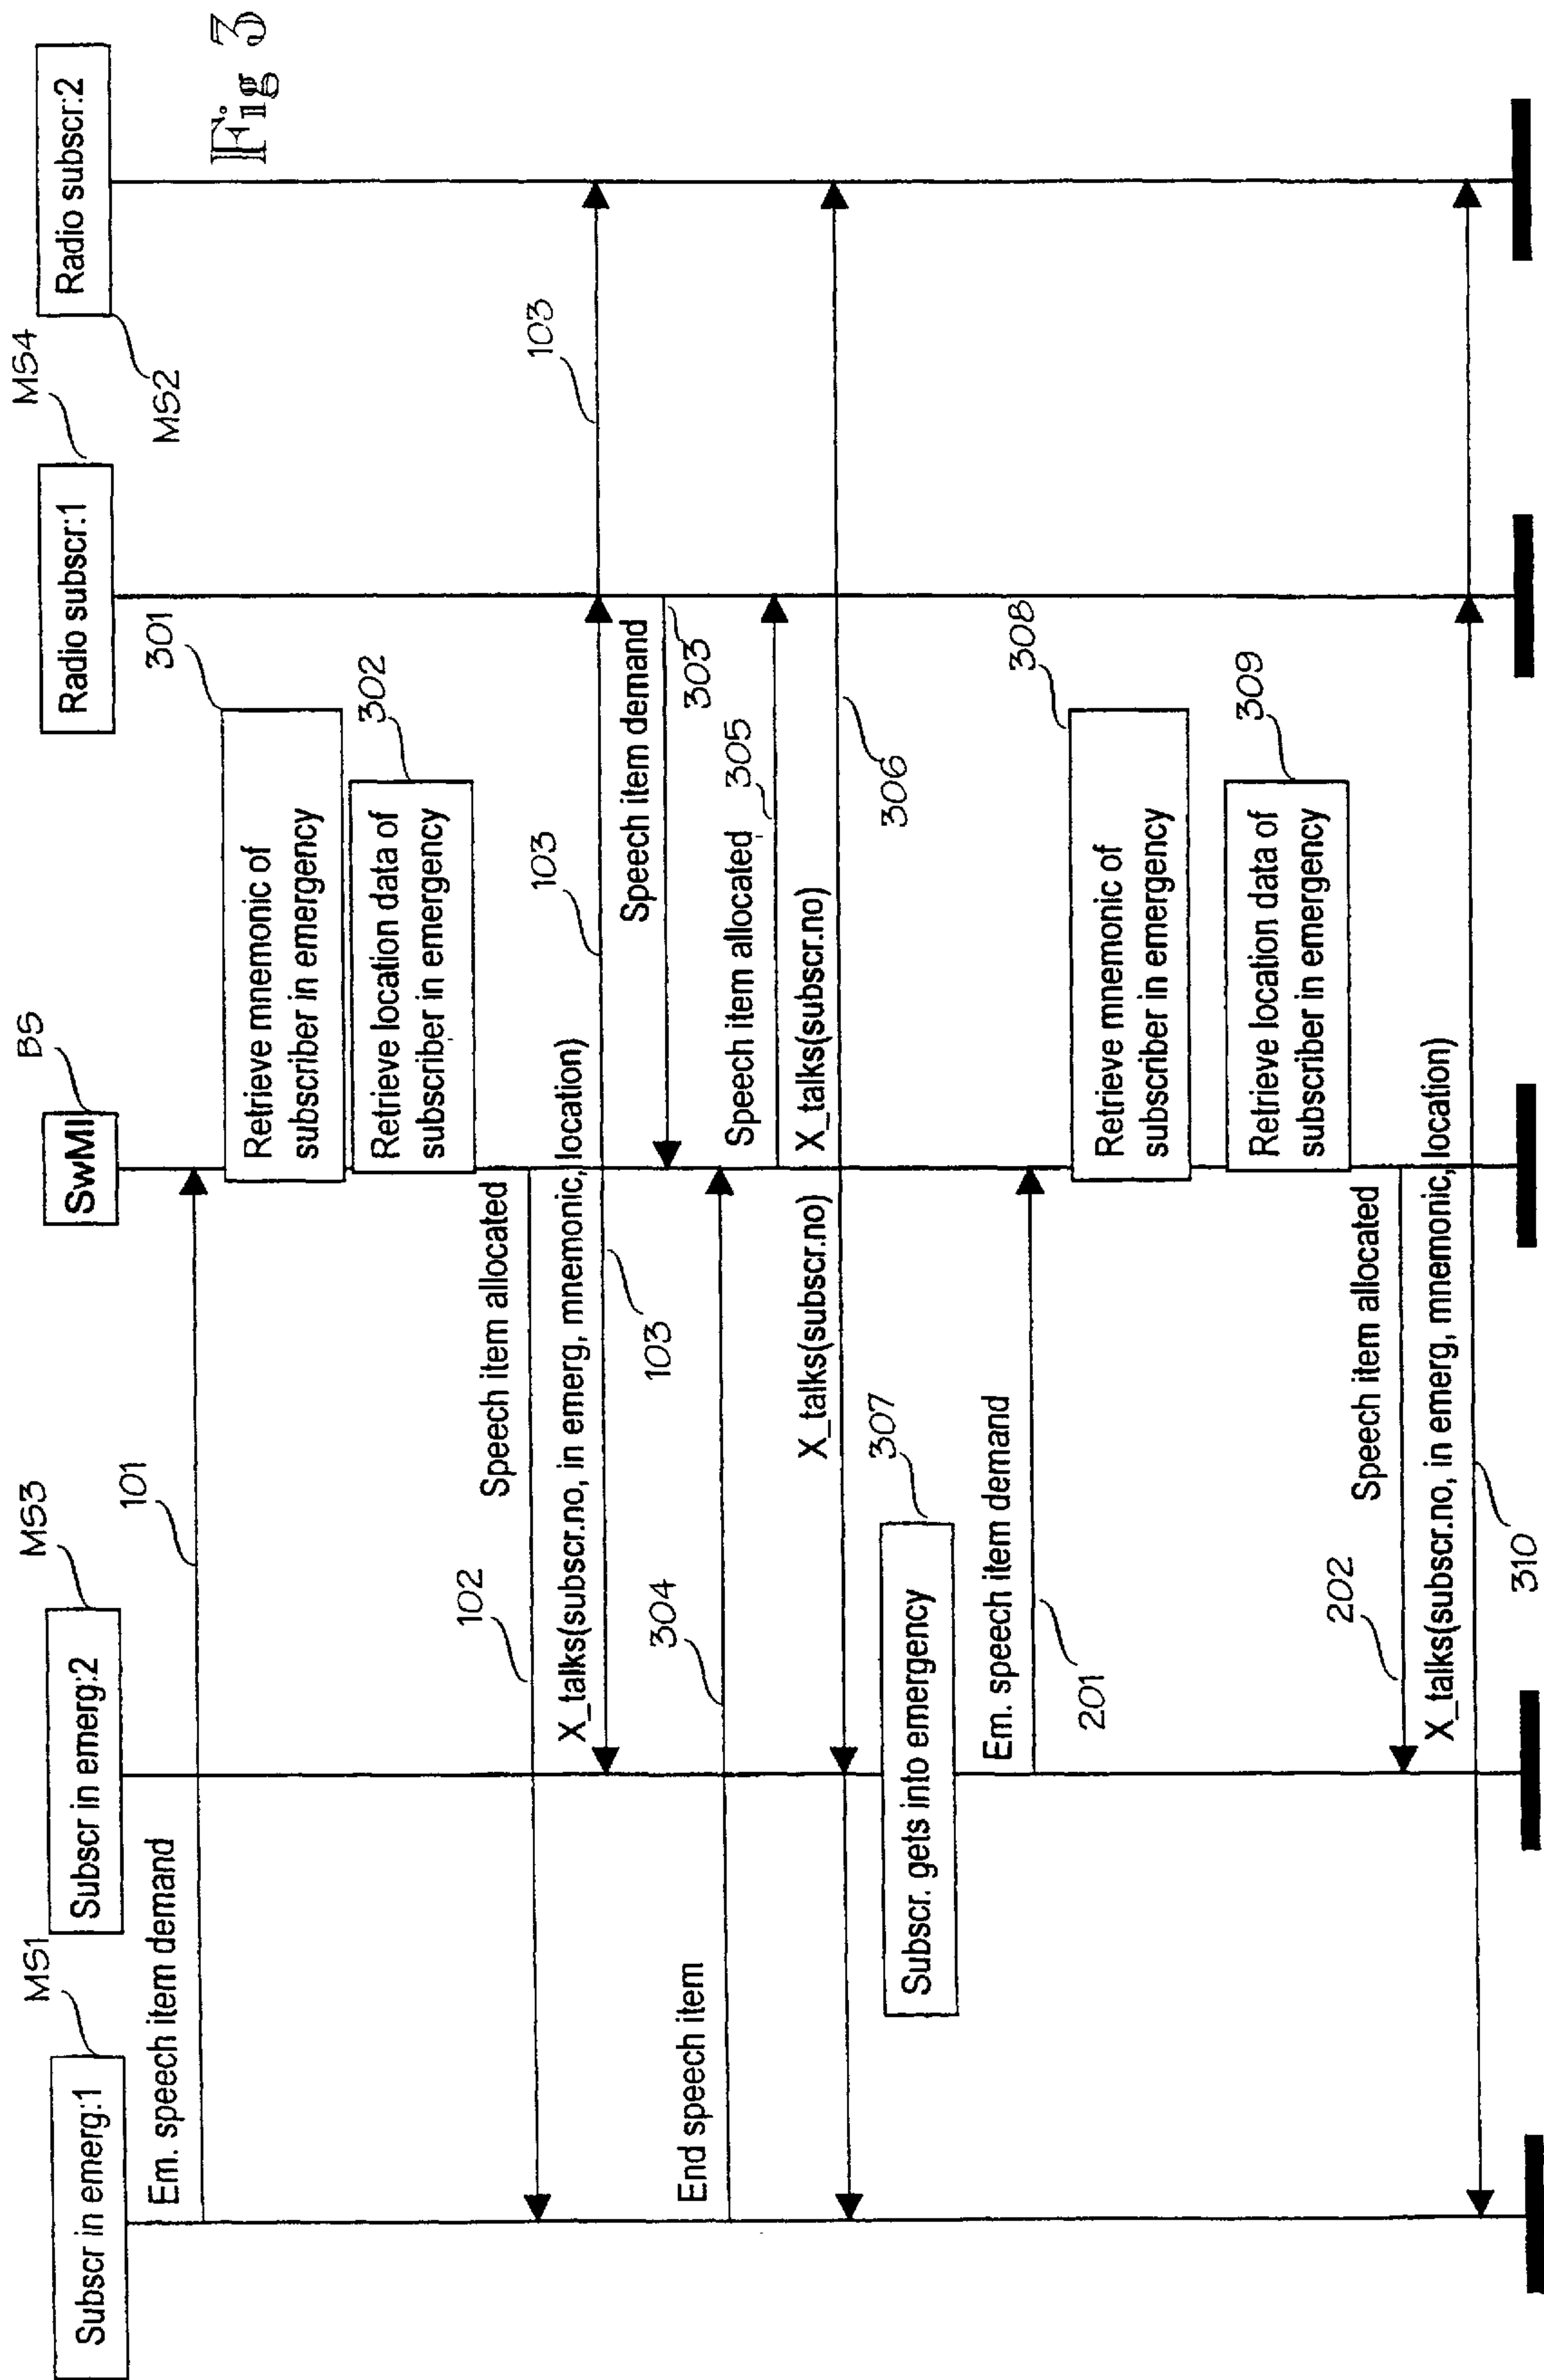 Fig 3
Subscr in emerg:1
MS1
Subscr in emerg:2
MS3
SwMI
BS
Radio subscr:1
MS4
Radio subscr:2
MS2
Em. speech item demand
101
Retrieve mnemonic of
subscriber in emergency
301
Retrieve location data of
subscriber in emergency
302
102
Speech item allocated
X_talks(subscr.no, in emerg, mnemonic, location)
103
103
103
Speech item demand
303
End speech item
304
Speech item allocated
305
X_talks(subscr.no)
X_talks(subscr.no)
306
Subscr. gets into emergency
307
Em. speech item demand
201
Retrieve mnemonic of
subscriber in emergency
308
Retrieve location data of
subscriber in emergency
309
202
Speech item allocated
X_talks(subscr.no, in emerg, mnemonic, location)
310